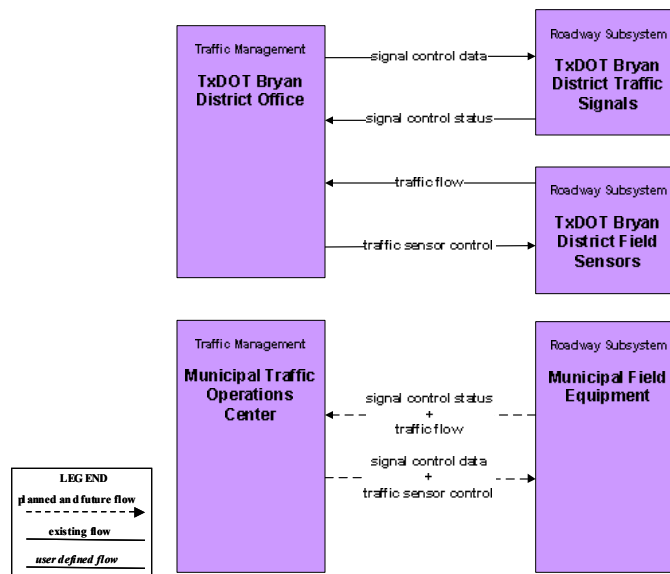 Traffic Management
TxDOT Bryan
District Office
signal control data
signal control status
traffic flow
traffic sensor control
Roadway Subsystem
TxDOT Bryan
District Traffic
Signals
Roadway Subsystem
TxDOT Bryan
District Field
Sensors
Traffic Management
Municipal Traffic
Operations
Center
signal control status
+
traffic flow
signal control data
+
traffic sensor control
Roadway Subsystem
Municipal Field
Equipment
LEGEND
planned and future flow
existing flow
user defined flow